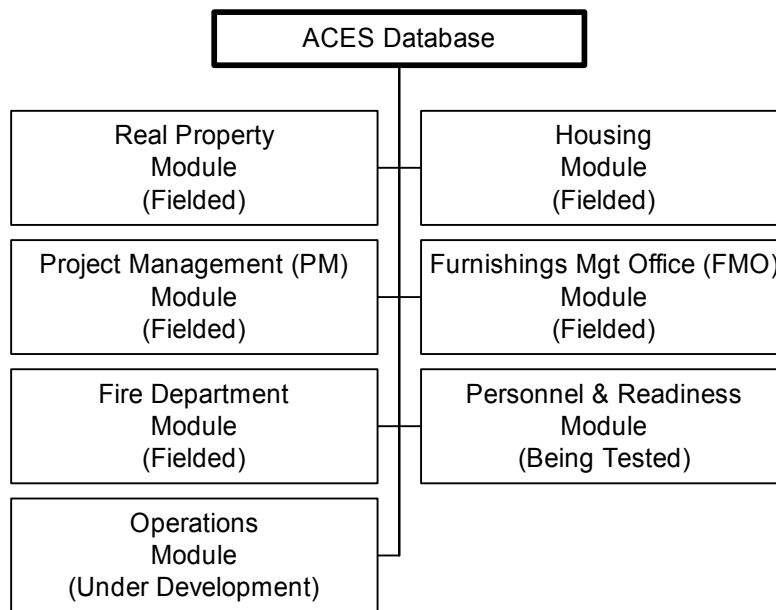 ACES Database
Real Property
Module
(Fielded)
Housing
Module
(Fielded)
Project Management (PM)
Module
(Fielded)
Furnishings Mgt Office (FMO)
Module
(Fielded)
Fire Department
Module
(Fielded)
Personnel & Readiness
Module
(Being Tested)
Operations
Module
(Under Development)